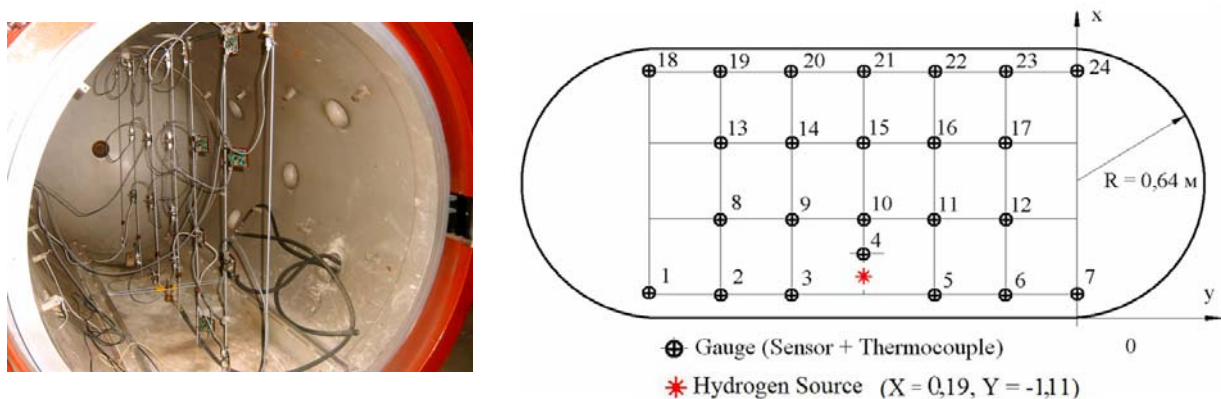 x
18 19 20 21 22 23 24
13 14 15 16 17
R = 0,64 м
8 9 10 11 12
4
1 2 3 5 6 7
y
0
Gauge (Sensor + Thermocouple)
Hydrogen Source (X = 0,19, Y = -1,11)